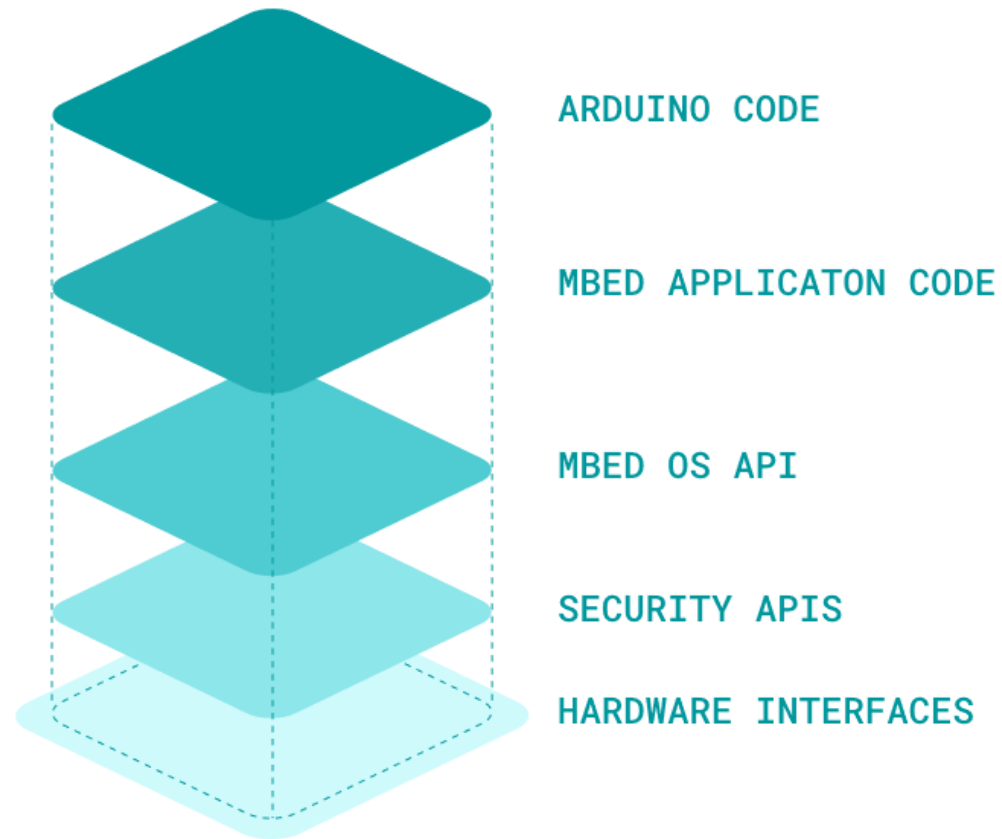 ARDUINO CODE
MBED APPLICATON CODE
MBED OS API
SECURITY APIS
HARDWARE INTERFACES